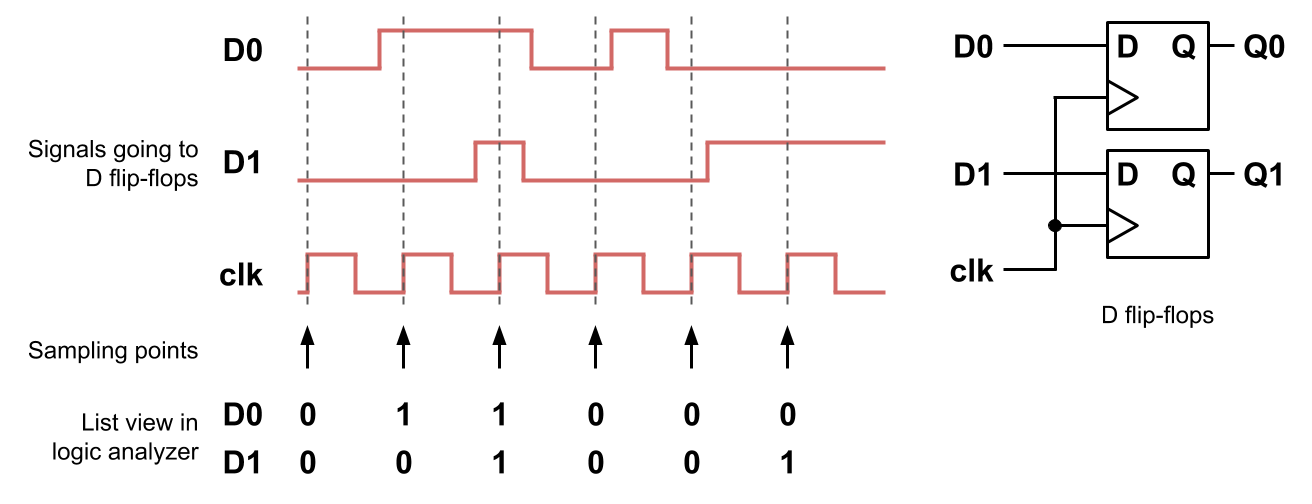 D0
Signals going to
D flip-flops
D1
clk
Sampling points
List view in
logic analyzer
D0 0 1 1 0 0 0
D1 0 0 1 0 0 1
D0 D Q Q0
D1 D Q Q1
clk
D flip-flops